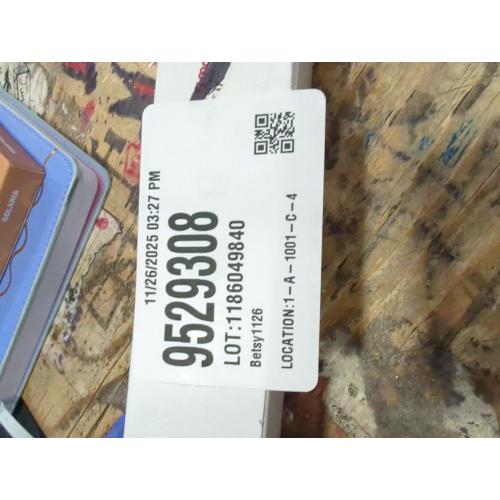 11/26/2025 03:27 PM
9529308
LOT:1186049840
Betsy1126
LOCATION:1-A-1001-C-4
SOLARIA